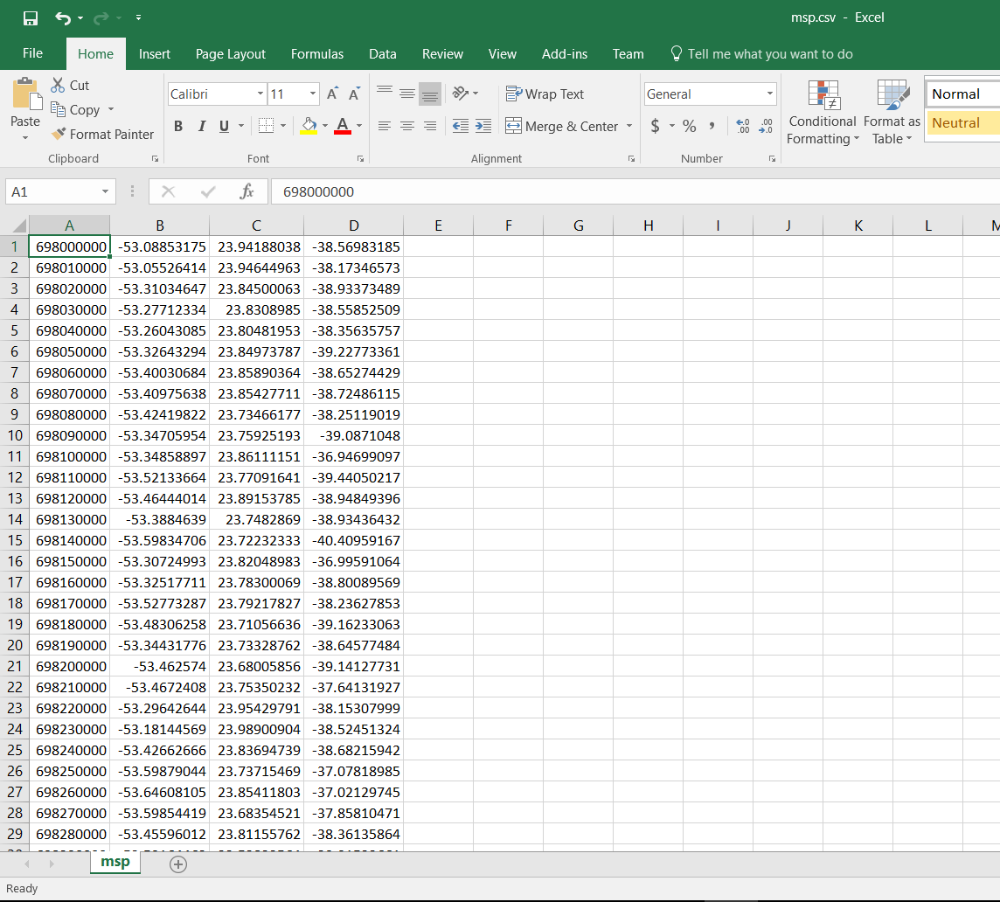 msp.csv - Excel
File Home Insert Page Layout Formulas Data Review View Add-ins Team Tell me what you want to do
Paste
Cut
Copy
Format Painter
Clipboard
Calibri 11 A A
B I U A
Font
Wrap Text
Merge & Center
Alignment
General
$ % , .0 .00 .00 .0
Number
Conditional Formatting
Format as Table
Normal
Neutral
A1 fx 698000000
A B C D E F G H I J K L
1 698000000 -53.08853175 23.94188038 -38.56983185
2 698010000 -53.05526414 23.94644963 -38.17346573
3 698020000 -53.31034647 23.84500063 -38.93373489
4 698030000 -53.27712334 23.8308985 -38.55852509
5 698040000 -53.26043085 23.80481953 -38.35635757
6 698050000 -53.32643294 23.84973787 -39.22773361
7 698060000 -53.40030684 23.85890364 -38.65274429
8 698070000 -53.40975638 23.85427711 -38.72486115
9 698080000 -53.42419822 23.73466177 -38.25119019
10 698090000 -53.34705954 23.75925193 -39.0871048
11 698100000 -53.34858897 23.86111151 -36.94699097
12 698110000 -53.52133664 23.77091641 -39.44050217
13 698120000 -53.46444014 23.89153785 -38.94849396
14 698130000 -53.3884639 23.7482869 -38.93436432
15 698140000 -53.59834706 23.72232333 -40.40959167
16 698150000 -53.30724993 23.82048983 -36.99591064
17 698160000 -53.32517711 23.78300069 -38.80089569
18 698170000 -53.52773287 23.79217827 -38.23627853
19 698180000 -53.48306258 23.71056636 -39.16233063
20 698190000 -53.34431776 23.73328762 -38.64577484
21 698200000 -53.462574 23.68005856 -39.14127731
22 698210000 -53.4672408 23.75350232 -37.64131927
23 698220000 -53.29642644 23.95429791 -38.15307999
24 698230000 -53.18144569 23.98900904 -38.52451324
25 698240000 -53.42662666 23.83694739 -38.68215942
26 698250000 -53.59879044 23.73715469 -37.07818985
27 698260000 -53.64608105 23.85411803 -37.02129745
28 698270000 -53.59854419 23.68354521 -37.85810471
29 698280000 -53.45596012 23.81155762 -38.36135864
msp
Ready